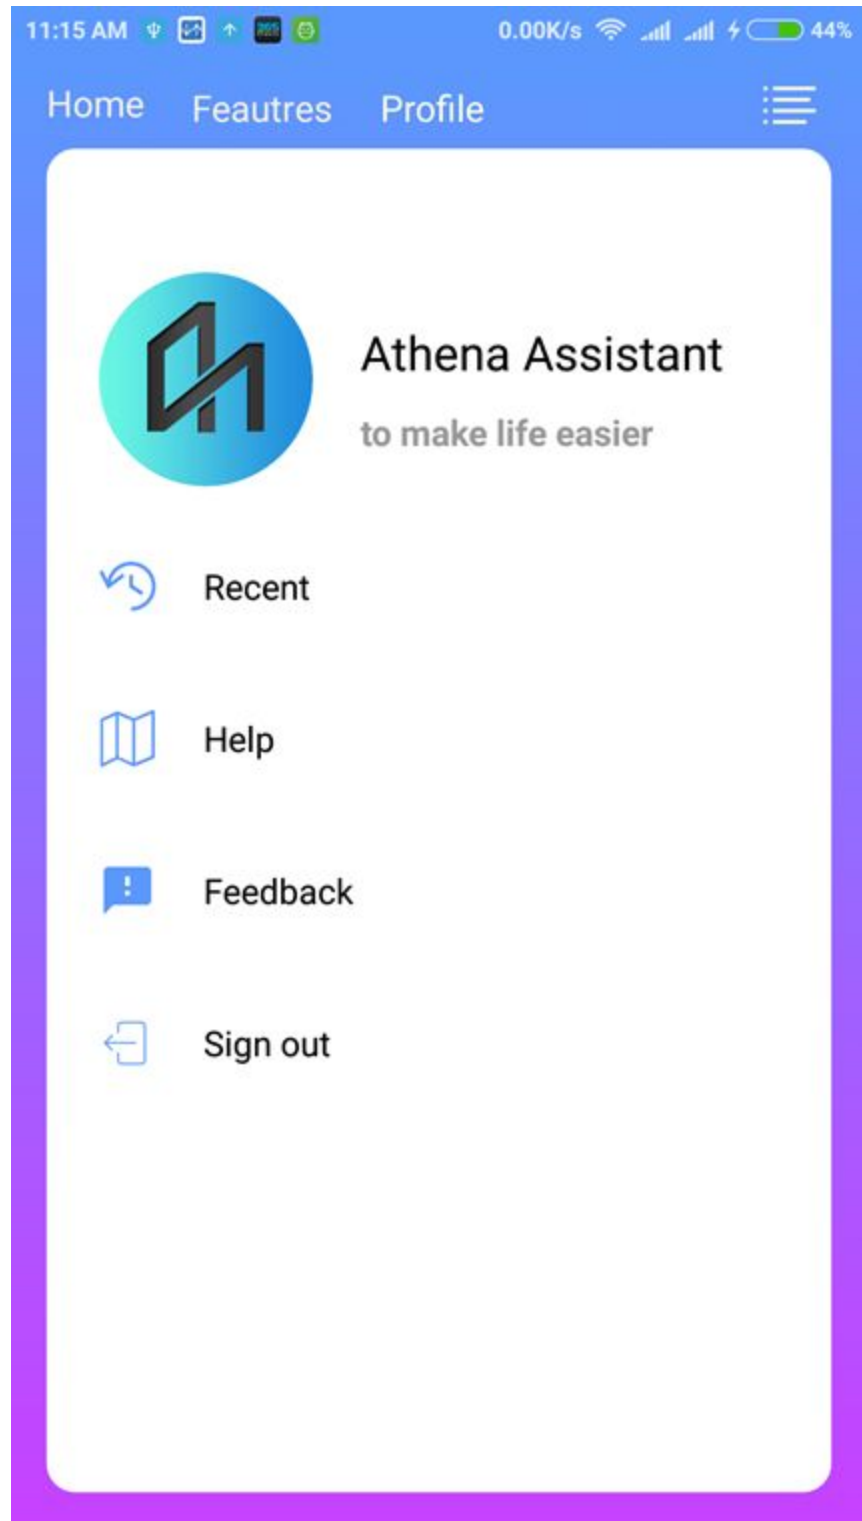 11:15 AM 0.00K/s 44%
Home Feautres Profile
Athena Assistant
to make life easier
Recent
Help
Feedback
Sign out